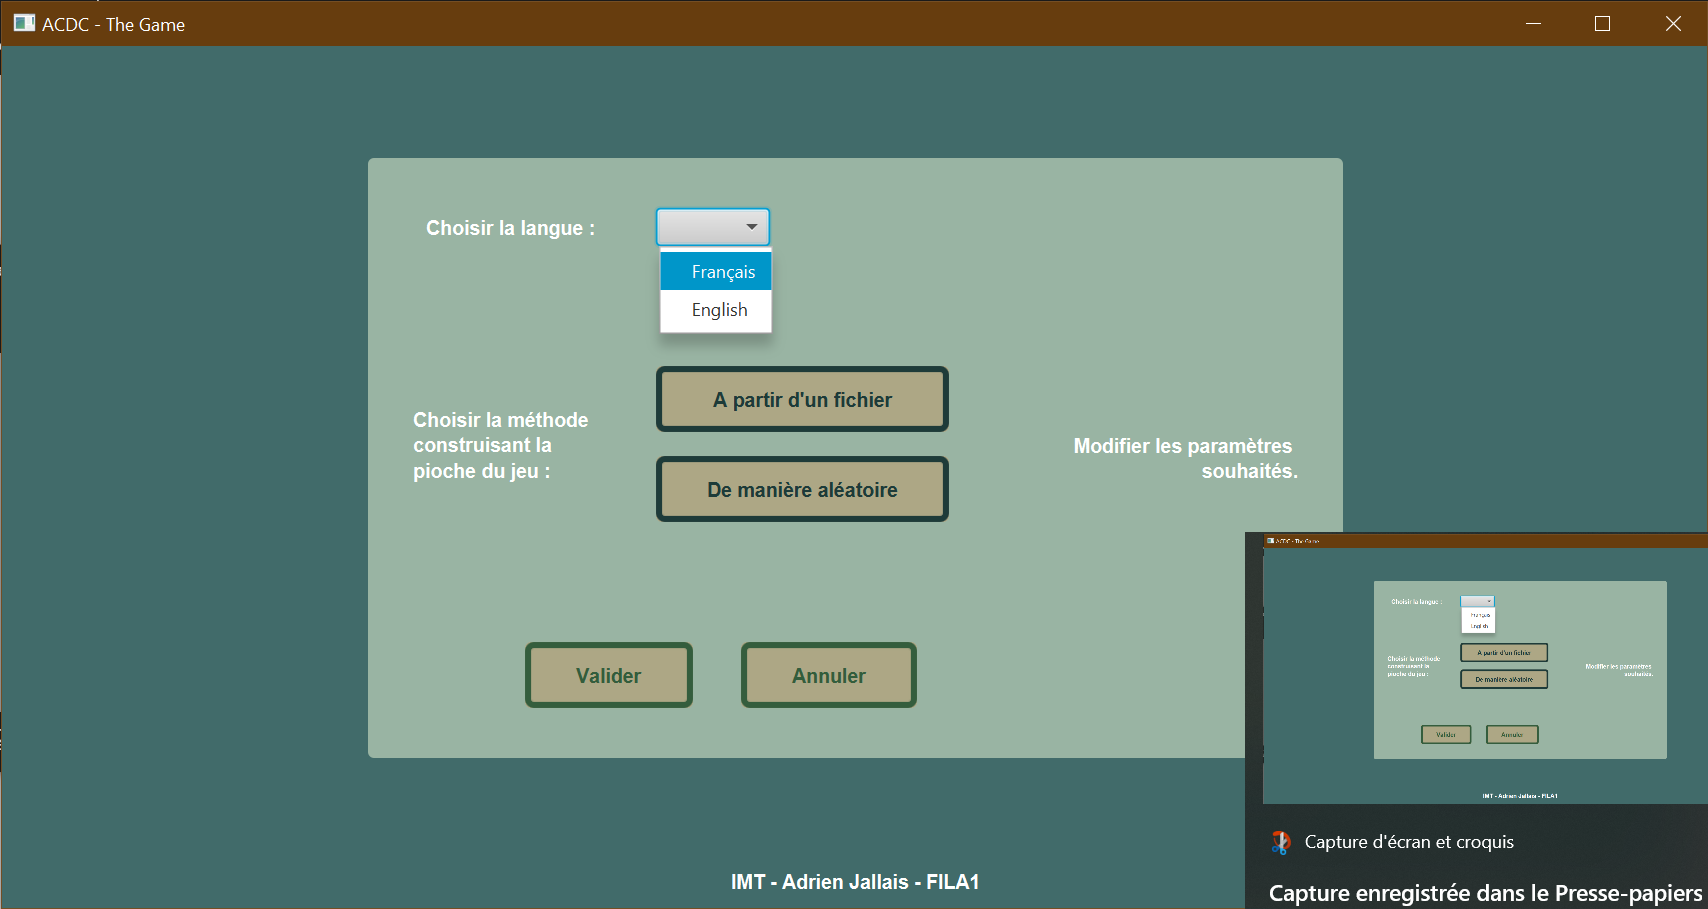 ACDC - The Game
Choisir la langue :
Français
English
A partir d'un fichier
Choisir la méthode
construisant la
pioche du jeu :
De manière aléatoire
Modifier les paramètres
souhaités.
Valider
Annuler
IMT - Adrien Jallais - FILA1
ACDC - The Game
Choisir la langue :
Français
English
A partir d'un fichier
Choisir la méthode
construisant la
pioche du jeu :
De manière aléatoire
Modifier les paramètres
souhaités.
Valider
Annuler
IMT - Adrien Jallais - FILA1
Capture d'écran et croquis
Capture enregistrée dans le Presse-papiers